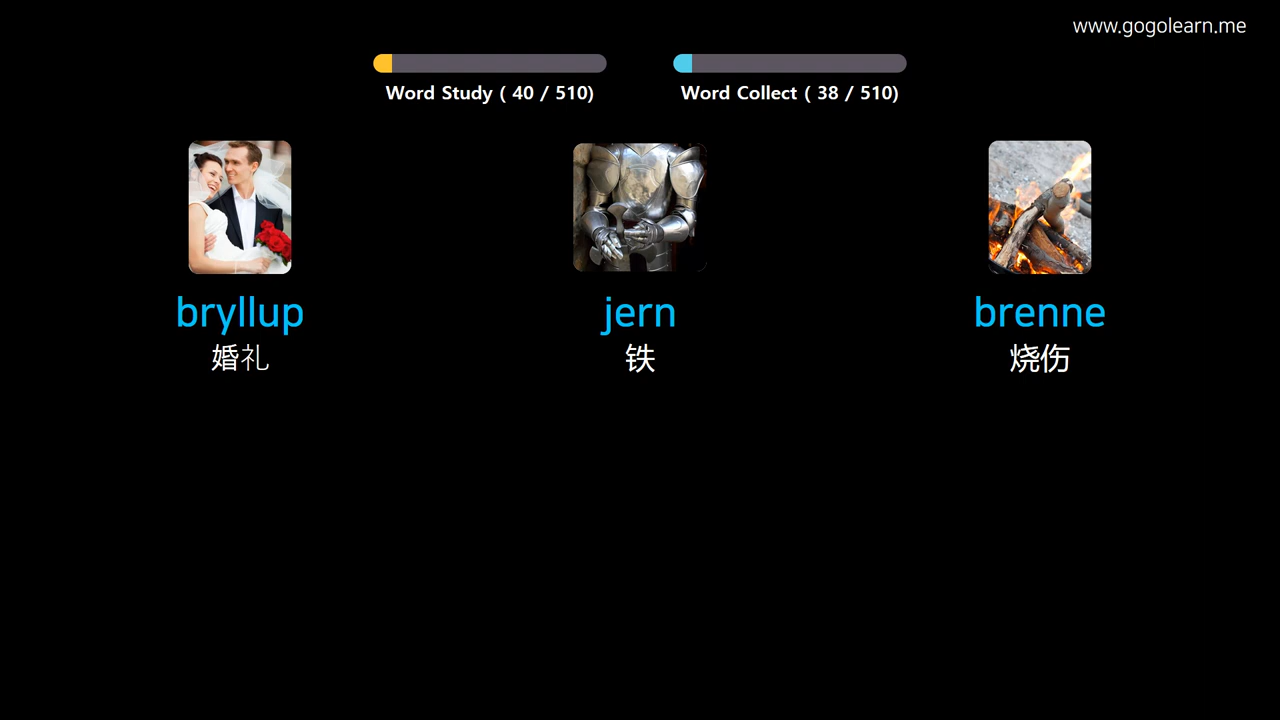 www.gogolearn.me
Word Study ( 40 / 510)
Word Collect ( 38 / 510)
bryllup
jern
brenne
婚礼
铁
烧伤